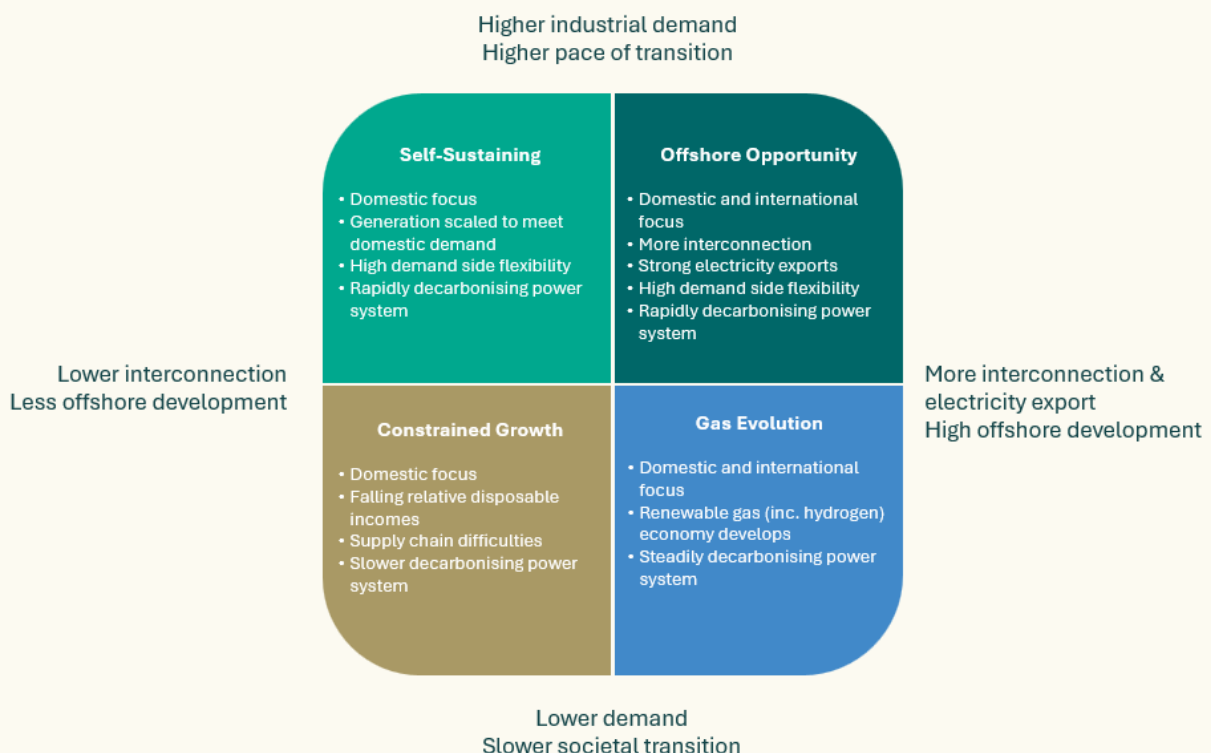 Higher industrial demand
Higher pace of transition
Self-Sustaining
• Domestic focus
• Generation scaled to meet
domestic demand
• High demand side flexibility
• Rapidly decarbonising power
system
Offshore Opportunity
• Domestic and international
focus
• More interconnection
• Strong electricity exports
• High demand side flexibility
• Rapidly decarbonising power
system
Lower interconnection
Less offshore development
More interconnection &
electricity export
High offshore development
Constrained Growth
• Domestic focus
• Falling relative disposable
incomes
• Supply chain difficulties
• Slower decarbonising power
system
Gas Evolution
• Domestic and international
focus
• Renewable gas (inc. hydrogen)
economy develops
• Steadily decarbonising power
system
Lower demand
Slower societal transition